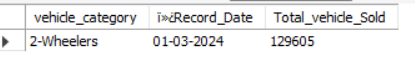 vehicle_category ï»¿Record_Date Total_vehicle_Sold
2-Wheelers 01-03-2024 129605